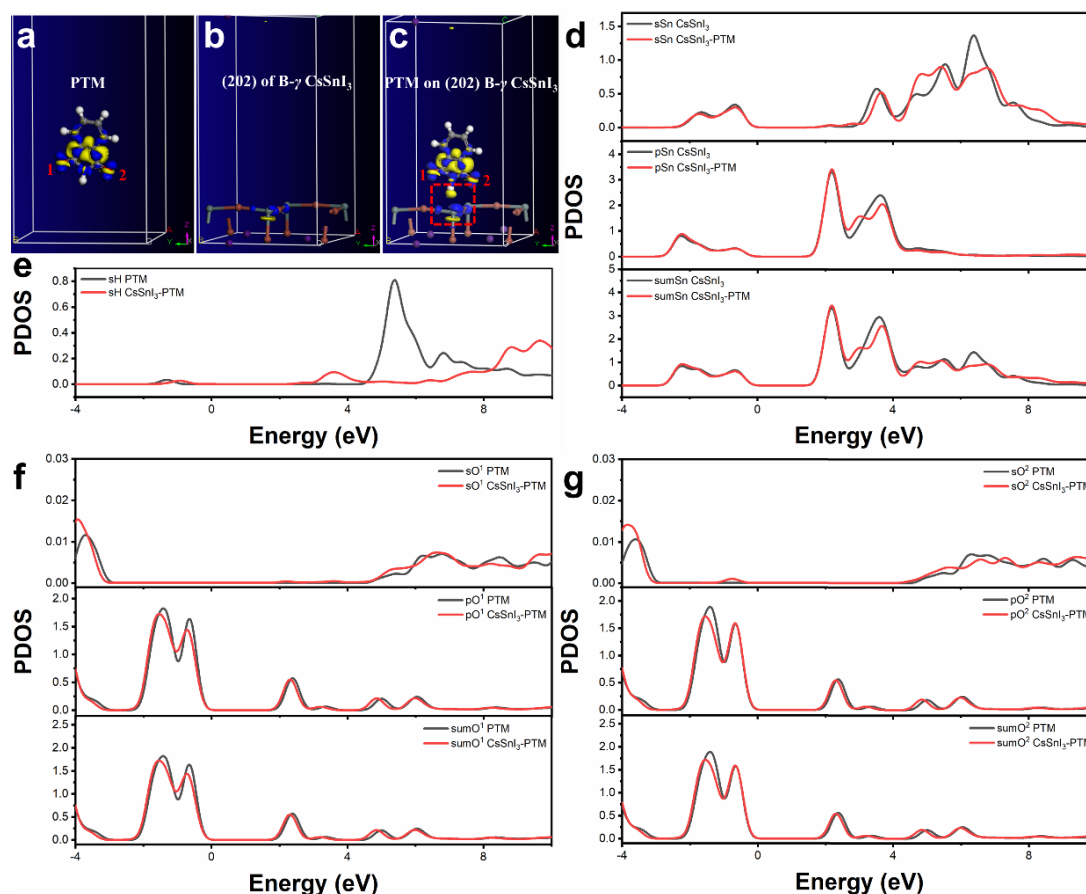 a
PTM
1
2
b
(202) of B-γ CsSnI₃
c
PTM on (202) B-γ CsSnI₃
1
2
d
sSn CsSnI₃
sSn CsSnI₃-PTM
1.5
1.0
0.5
0.0
pSn CsSnI₃
pSn CsSnI₃-PTM
4
3
2
1
0
sumSn CsSnI₃
sumSn CsSnI₃-PTM
5
4
3
2
1
0
PDOS
-4 0 4 8
Energy (eV)
e
sH PTM
sH CsSnI₃-PTM
0.8
0.6
0.4
0.2
0.0
PDOS
-4 0 4 8
Energy (eV)
f
sO¹ PTM
sO¹ CsSnI₃-PTM
0.03
0.02
0.01
0.00
pO¹ PTM
pO¹ CsSnI₃-PTM
2.0
1.5
1.0
0.5
0.0
sumO¹ PTM
sumO¹ CsSnI₃-PTM
2.5
2.0
1.5
1.0
0.5
0.0
PDOS
-4 0 4 8
Energy (eV)
g
sO² PTM
sO² CsSnI₃-PTM
0.03
0.02
0.01
0.00
pO² PTM
pO² CsSnI₃-PTM
2.0
1.5
1.0
0.5
0.0
sumO² PTM
sumO² CsSnI₃-PTM
2.5
2.0
1.5
1.0
0.5
0.0
PDOS
-4 0 4 8
Energy (eV)